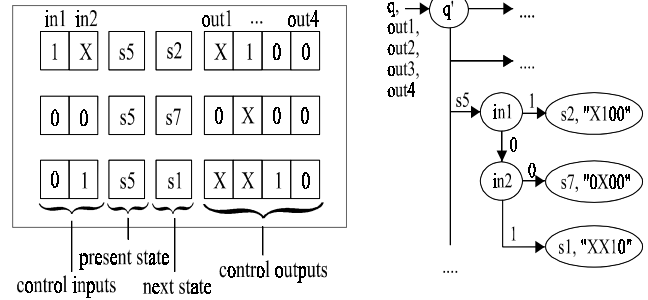 in1 in2 out1 ... out4
1 X s5 s2 X 1 0 0
0 0 s5 s7 0 X 0 0
0 1 s5 s1 X X 1 0
present state
control inputs next state control outputs
q, q' ....
out1,
out2,
out3,
out4
....
s5 in1 1 s2, "X100"
0
in2 0 s7, "0X00"
1 s1, "XX10"
....